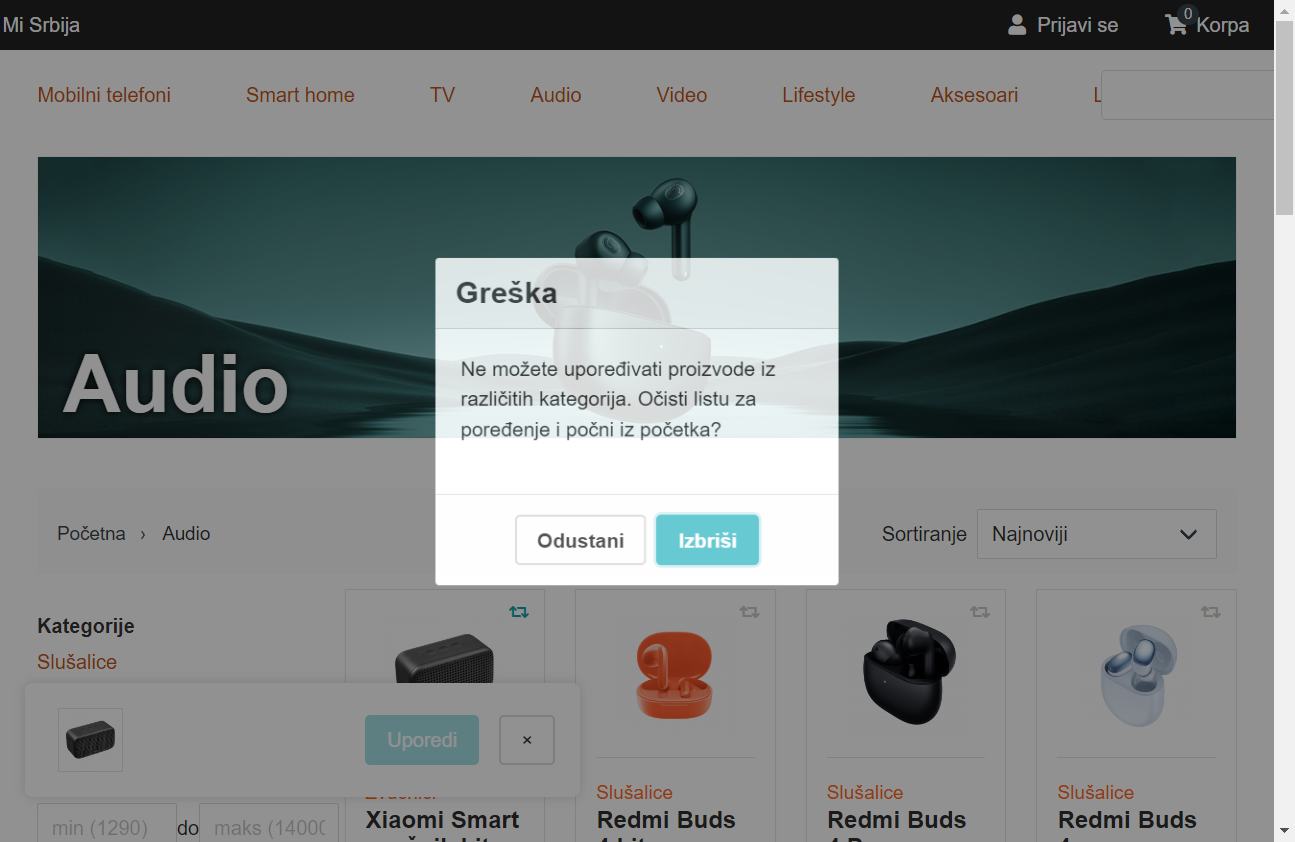 Mi Srbija
Prijavi se
0
Korpa
Mobilni telefoni
Smart home
TV
Audio
Video
Lifestyle
Aksesoari
Audio
Greška
Ne možete upoređivati proizvode iz
različitih kategorija. Očisti listu za
poređenje i počni iz početka?
Odustani
Izbriši
Početna › Audio
Sortiranje
Najnoviji
Kategorije
Slušalice
Uporedi
×
min (1290)
do
maks (14000
Xiaomi Smart
Slušalice
Redmi Buds
Slušalice
Redmi Buds
Slušalice
Redmi Buds